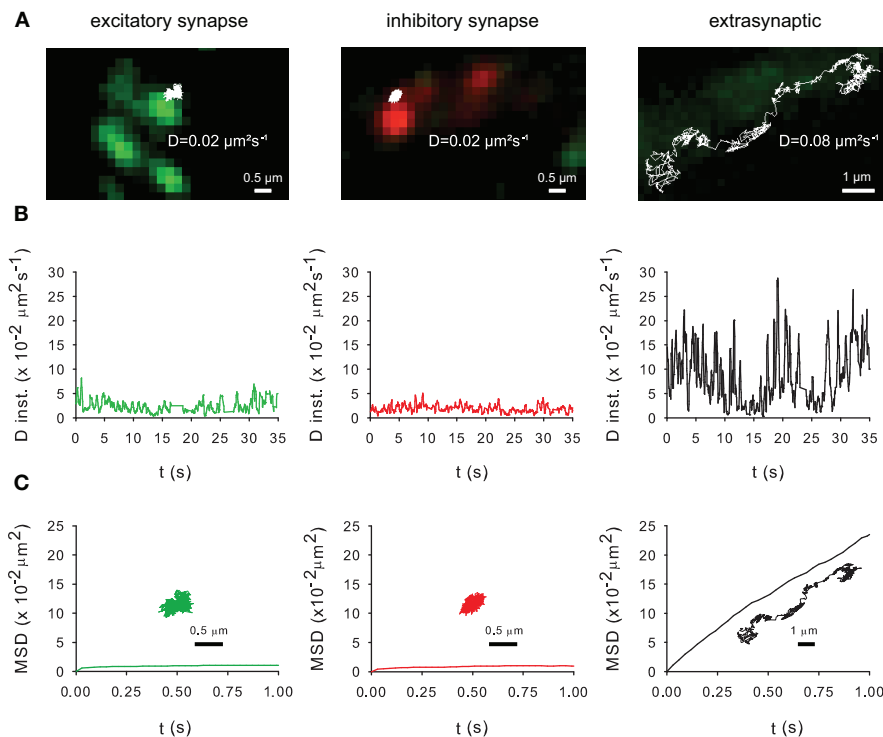 A
excitatory synapse
inhibitory synapse
extrasynaptic
D=0.02 µm²s⁻¹
0.5 µm
D=0.02 µm²s⁻¹
0.5 µm
D=0.08 µm²s⁻¹
1 µm
B
D inst. (x 10⁻² µm²s⁻¹)
30
25
20
15
10
5
0
0 5 10 15 20 25 30 35
t (s)
D inst. (x 10⁻² µm²s⁻¹)
30
25
20
15
10
5
0
0 5 10 15 20 25 30 35
t (s)
D inst. (x 10⁻² µm²s⁻¹)
30
25
20
15
10
5
0
0 5 10 15 20 25 30 35
t (s)
C
MSD (x10⁻²µm²)
25
20
15
10
5
0
0.5 µm
0.00 0.25 0.50 0.75 1.00
t (s)
MSD (x10⁻²µm²)
25
20
15
10
5
0
0.5 µm
0.00 0.25 0.50 0.75 1.00
t (s)
MSD (x10⁻²µm²)
25
20
15
10
5
0
1 µm
0.00 0.25 0.50 0.75 1.00
t (s)